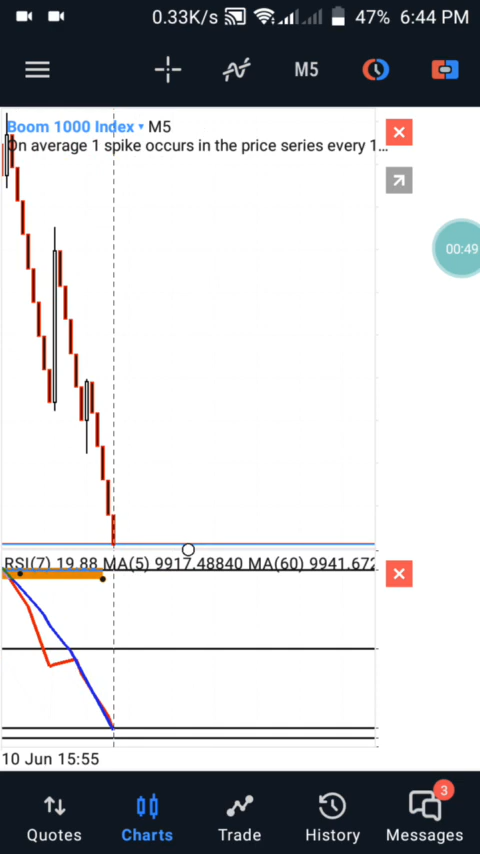 0.33K/s 47% 6:44 PM
M5
Boom 1000 Index ▾ M5
On average 1 spike occurs in the price series every 1...
00:49
RSI(7) 19.88 MA(5) 9917.48840 MA(60) 9941.672
10 Jun 15:55
3
Quotes Charts Trade History Messages